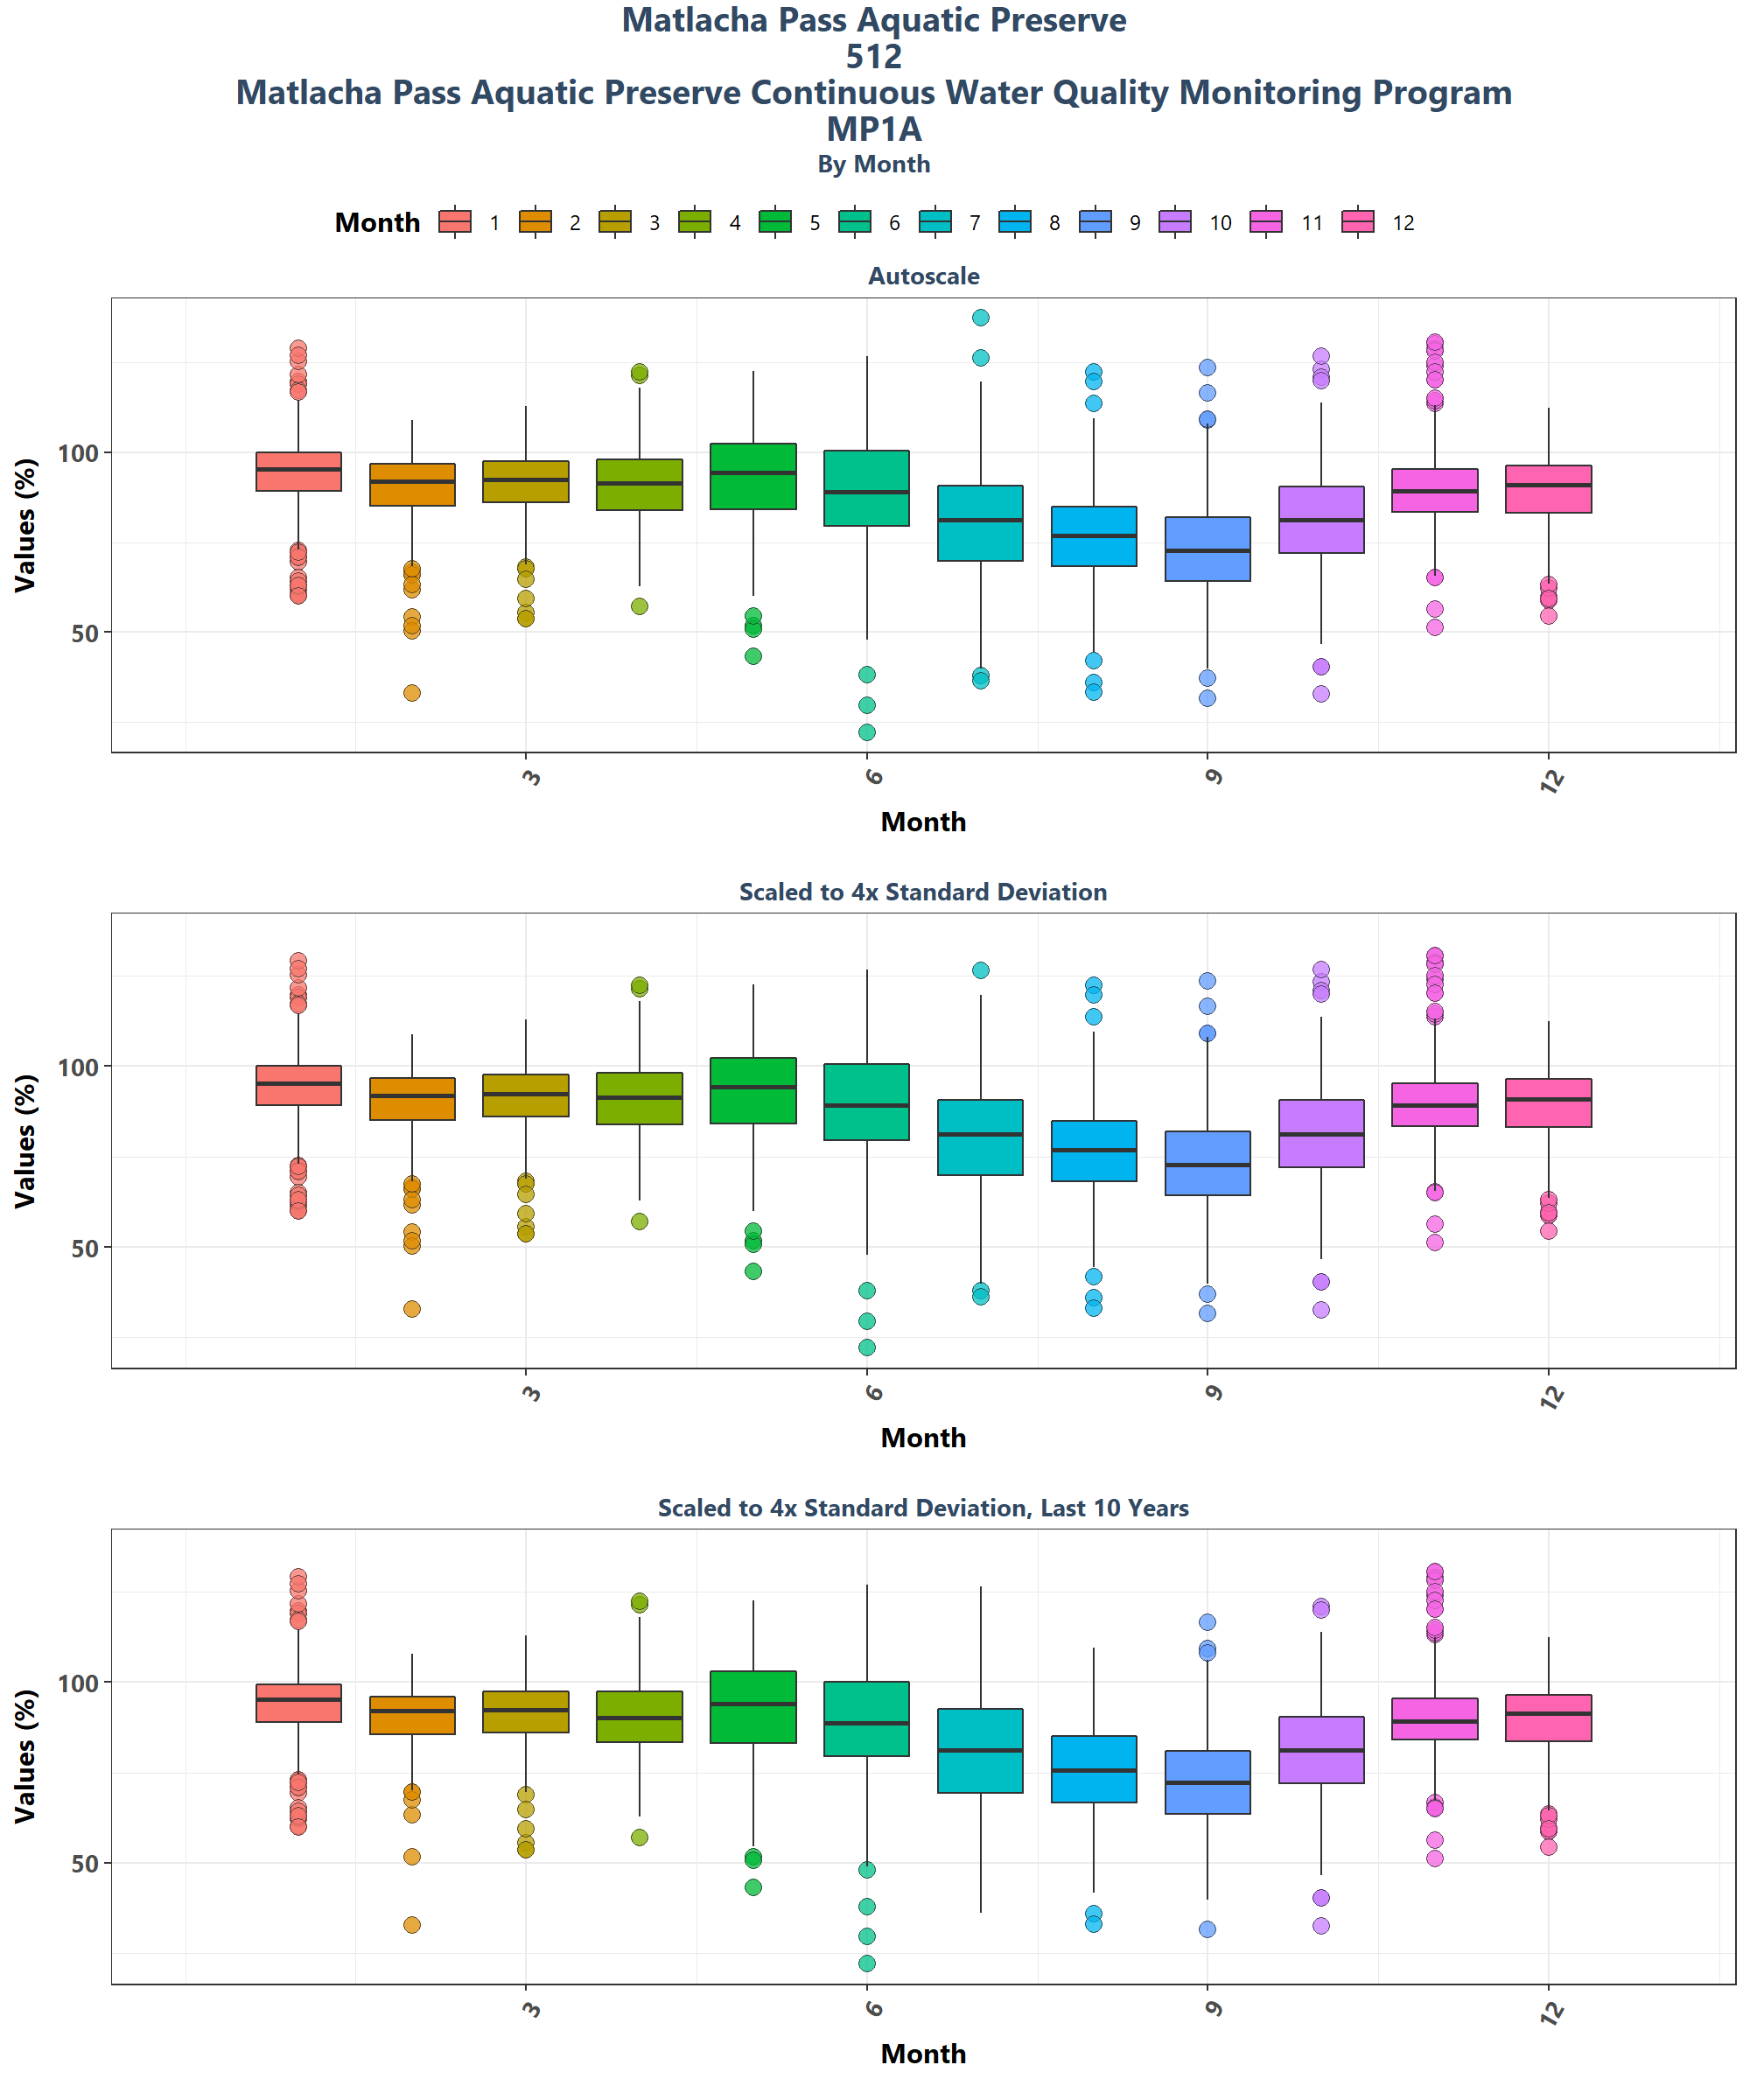 Matlacha Pass Aquatic Preserve
512
Matlacha Pass Aquatic Preserve Continuous Water Quality Monitoring Program
MP1A
By Month
Month 1 2 3 4 5 6 7 8 9 10 11 12
Autoscale
Values (%)
100
50
3 6 9 12
Month
Scaled to 4x Standard Deviation
Values (%)
100
50
3 6 9 12
Month
Scaled to 4x Standard Deviation, Last 10 Years
Values (%)
100
50
3 6 9 12
Month